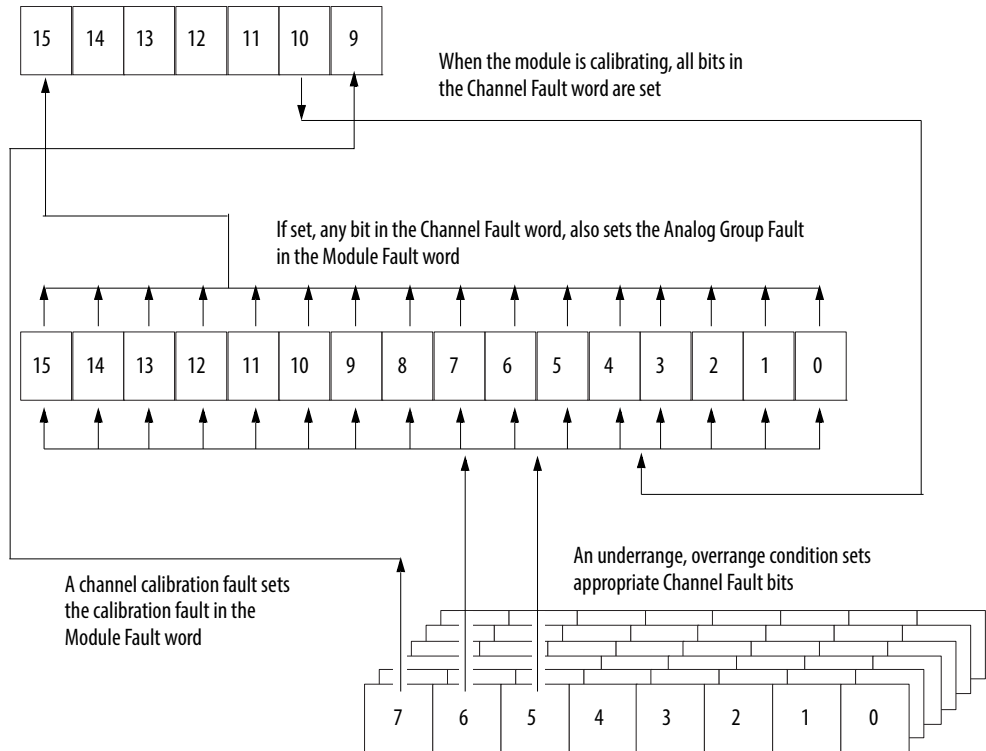 15 14 13 12 11 10 9
When the module is calibrating, all bits in
the Channel Fault word are set
If set, any bit in the Channel Fault word, also sets the Analog Group Fault
in the Module Fault word
15 14 13 12 11 10 9 8 7 6 5 4 3 2 1 0
An underrange, overrange condition sets
appropriate Channel Fault bits
A channel calibration fault sets
the calibration fault in the
Module Fault word
7 6 5 4 3 2 1 0